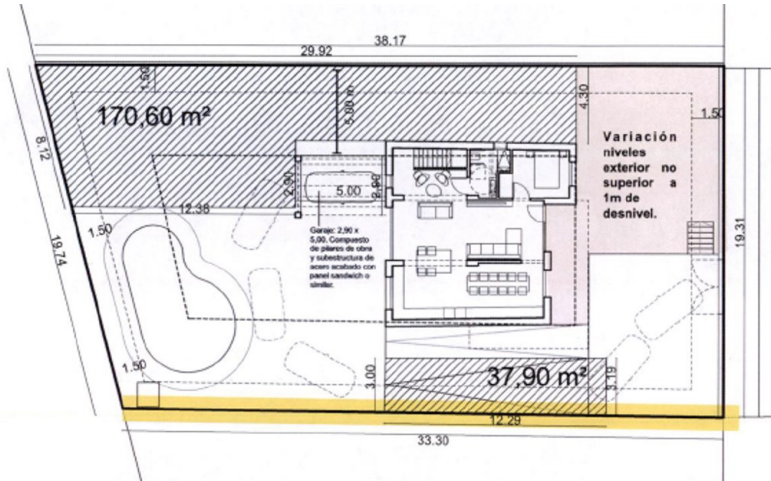 38.17
29.92
1.50
170,60 m²
5.00 m
4.30
1.50
Variación
niveles
exterior no
superior a
1m de
desnivel.
8.12
2.90
5.00
2.90
12.38
19.74
1.50
Garaje: 2,90 x
5,00. Compuesto
de pilares de obra
y subestructura de
acero acabado con
panel sandwich o
similar.
19.31
1.50
3.00
37,90 m²
3.19
12.29
33.30